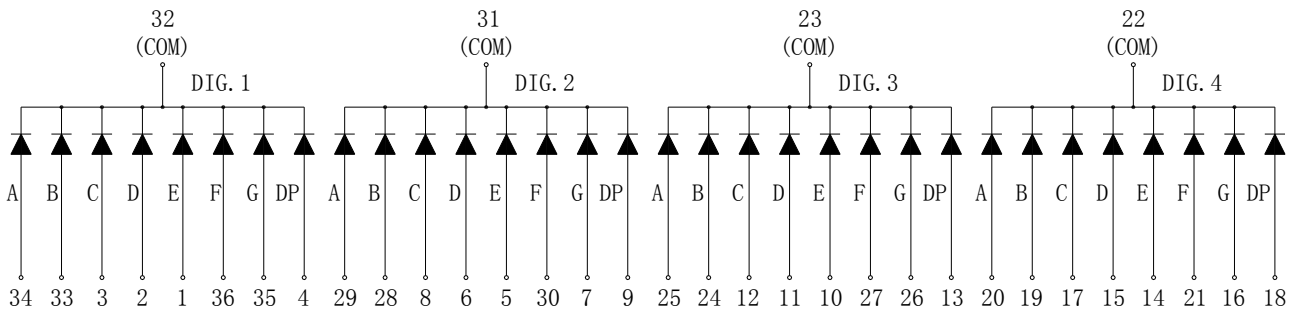 32 31 23 22
(COM) (COM) (COM) (COM)
DIG.1 DIG.2 DIG.3 DIG.4
A B C D E F G DP A B C D E F G DP A B C D E F G DP A B C D E F G DP
34 33 3 2 1 36 35 4 29 28 8 6 5 30 7 9 25 24 12 11 10 27 26 13 20 19 17 15 14 21 16 18